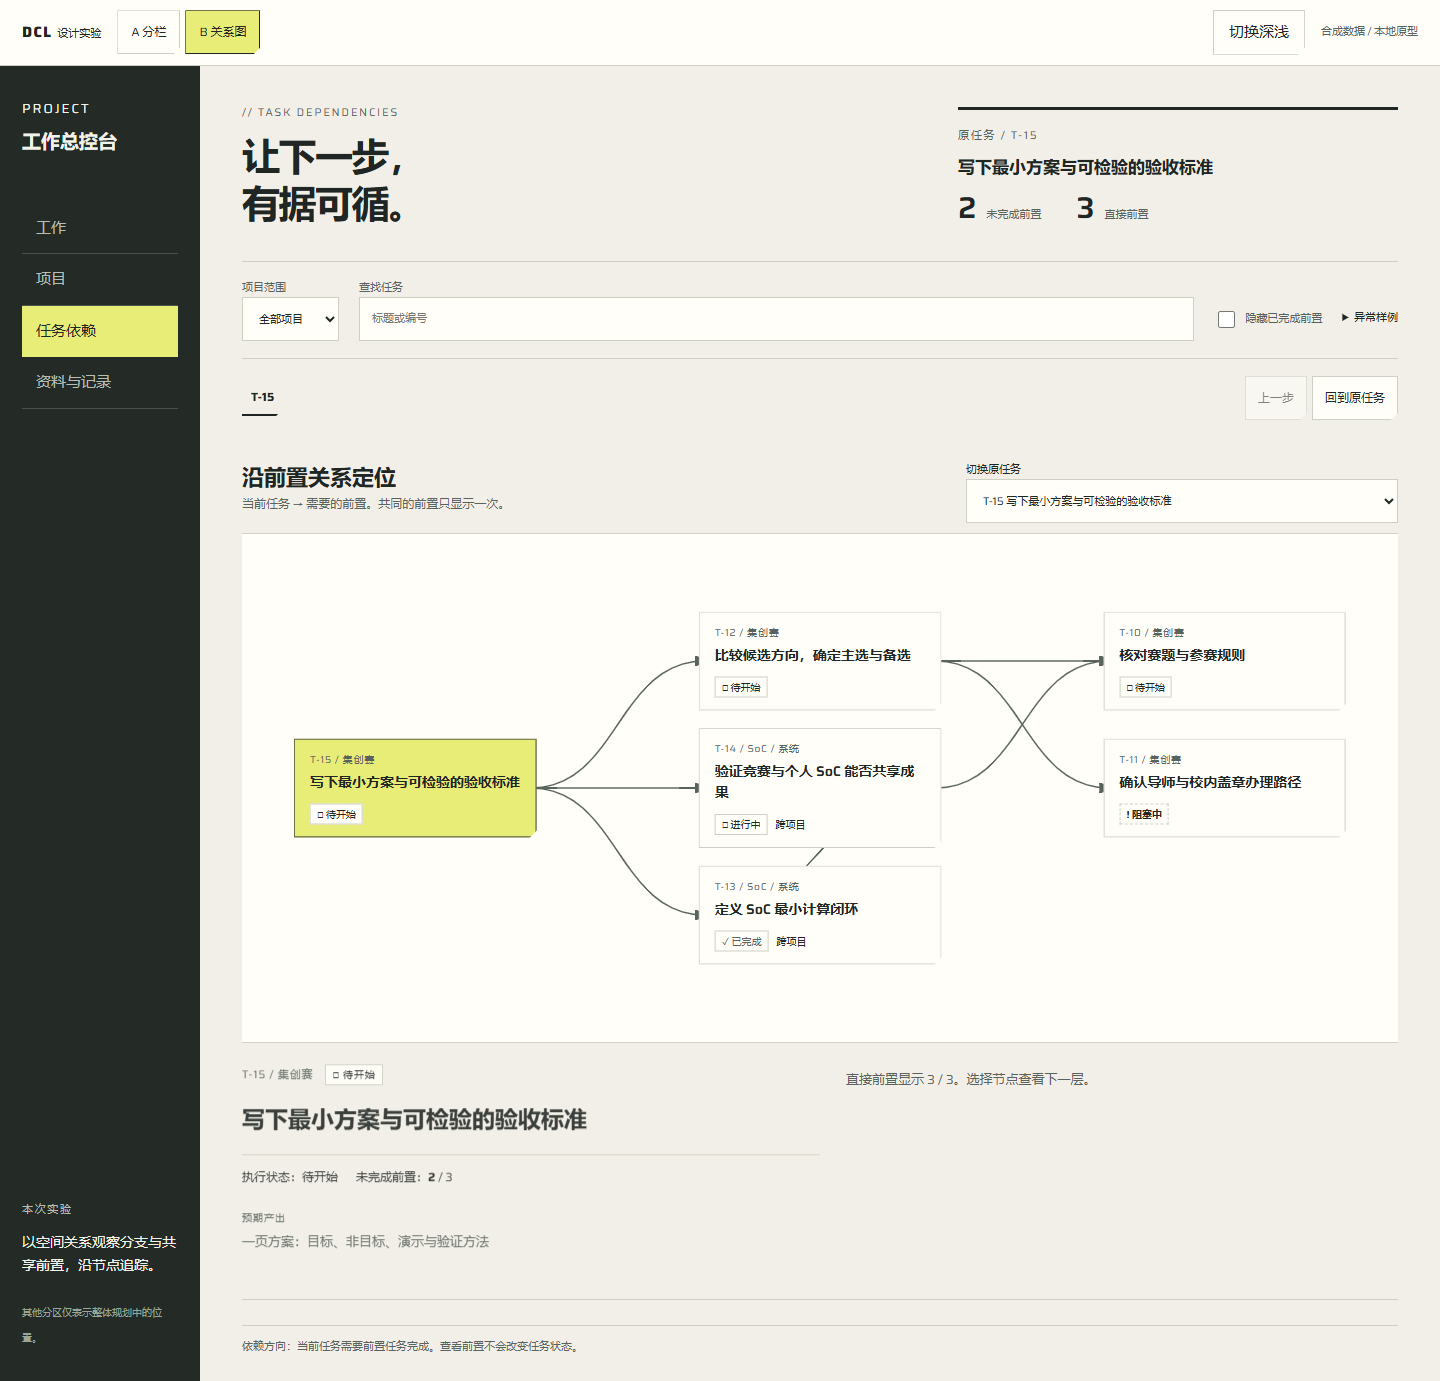 DCL 设计实验
A 分栏
B 关系图
切换深浅
合成数据 / 本地原型
PROJECT
工作总控台
工作
项目
任务依赖
资料与记录
本次实验
以空间关系观察分支与共
享前置，沿节点追踪。
其他分区仅表示整体规划中的位
置。
// TASK DEPENDENCIES
让下一步，
有据可循。
原任务 / T-15
写下最小方案与可检验的验收标准
2 未完成前置 3 直接前置
项目范围
全部项目
查找任务
标题或编号
隐藏已完成前置
异常样例
T-15
上一步
回到原任务
沿前置关系定位
当前任务 → 需要的前置。共同的前置只显示一次。
切换原任务
T-15 写下最小方案与可检验的验收标准
T-15 / 集创赛
写下最小方案与可检验的验收标准
待开始
T-12 / 集创赛
比较候选方向，确定主选与备选
待开始
T-14 / SoC / 系统
验证竞赛与个人 SoC 能否共享成
果
进行中 跨项目
T-13 / SoC / 系统
定义 SoC 最小计算闭环
✓ 已完成 跨项目
T-10 / 集创赛
核对赛题与参赛规则
待开始
T-11 / 集创赛
确认导师与校内盖章办理路径
! 阻塞中
T-15 / 集创赛 待开始
写下最小方案与可检验的验收标准
执行状态：待开始 未完成前置：2 / 3
预期产出
一页方案：目标、非目标、演示与验证方法
直接前置显示 3 / 3。选择节点查看下一层。
依赖方向：当前任务需要前置任务完成。查看前置不会改变任务状态。